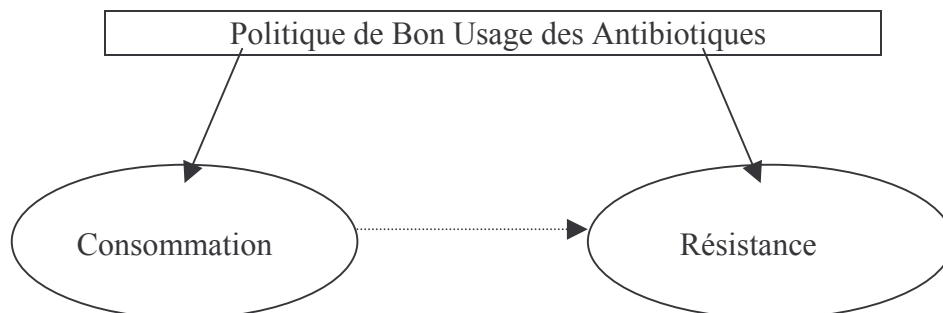 Politique de Bon Usage des Antibiotiques
Consommation
Résistance